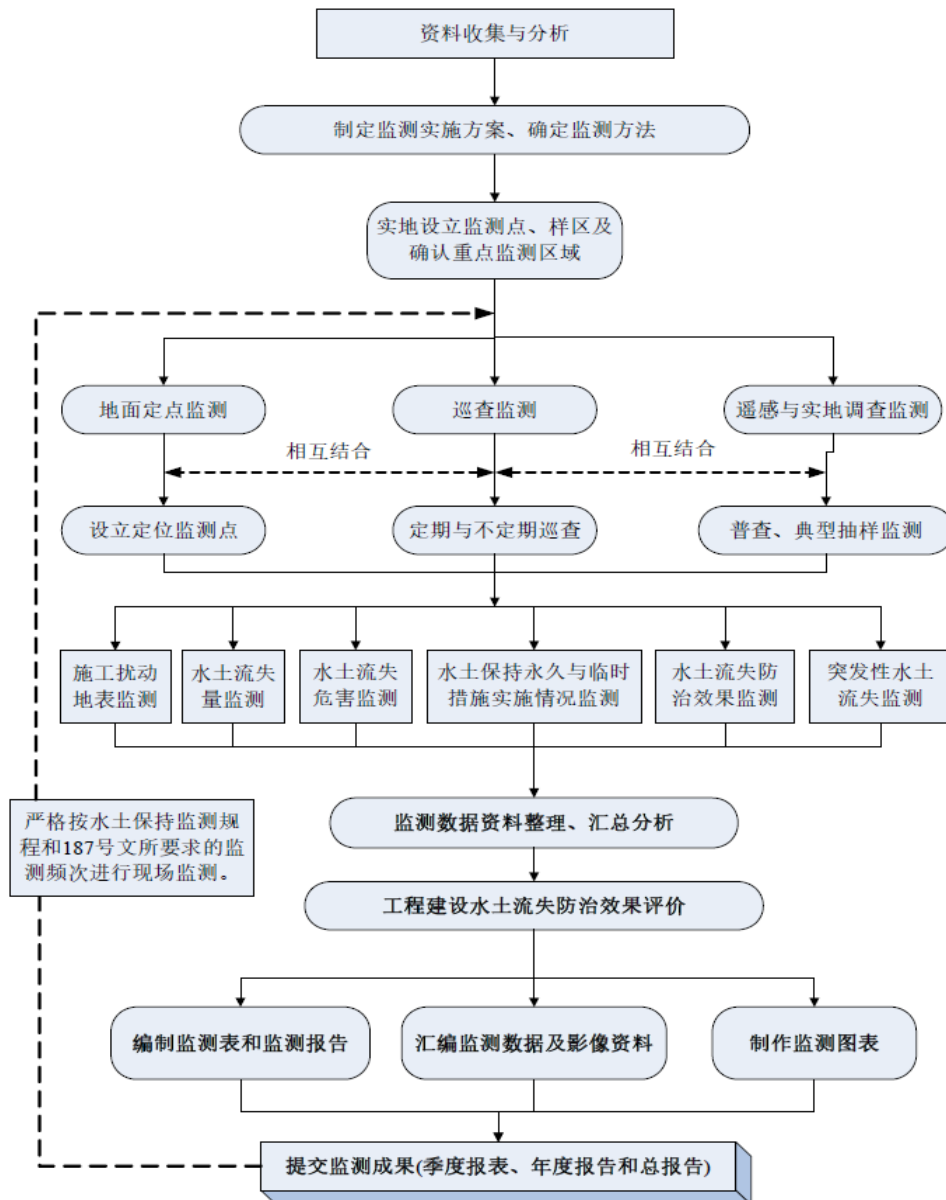 资料收集与分析
制定监测实施方案、确定监测方法
实地设立监测点、样区及
确认重点监测区域
地面定点监测
巡查监测
遥感与实地调查监测
相互结合
相互结合
设立定位监测点
定期与不定期巡查
普查、典型抽样监测
施工扰动
地表监测
水土流失
量监测
水土流失
危害监测
水土保持永久与临时
措施实施情况监测
水土流失防
治效果监测
突发性水土
流失监测
严格按水土保持监测规
程和187号文所要求的监
测频次进行现场监测。
监测数据资料整理、汇总分析
工程建设水土流失防治效果评价
编制监测表和监测报告
汇编监测数据及影像资料
制作监测图表
提交监测成果(季度报表、年度报告和总报告)